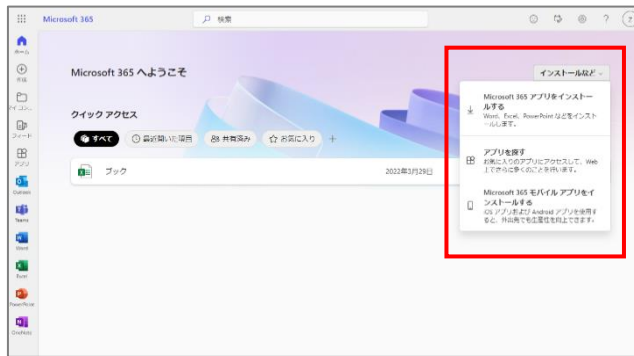 Microsoft 365
検索
?
ホーム
作成
マイ コン...
フィード
アプリ
Outlook
Teams
Word
Excel
PowerPoint
OneNote
Microsoft 365 へようこそ
インストールなど
クイック アクセス
すべて
最近開いた項目
共有済み
お気に入り
+
ブック
2022年3月29日
Microsoft 365 アプリをインストー
ルする
Word、Excel、PowerPoint などをインスト
ールします。
アプリを探す
お気に入りのアプリにアクセスして、Web
上でさらに多くのことを行います。
Microsoft 365 モバイル アプリをイ
ンストールする
iOS アプリおよび Android アプリを使用す
ると、外出先でも生産性を向上できます。